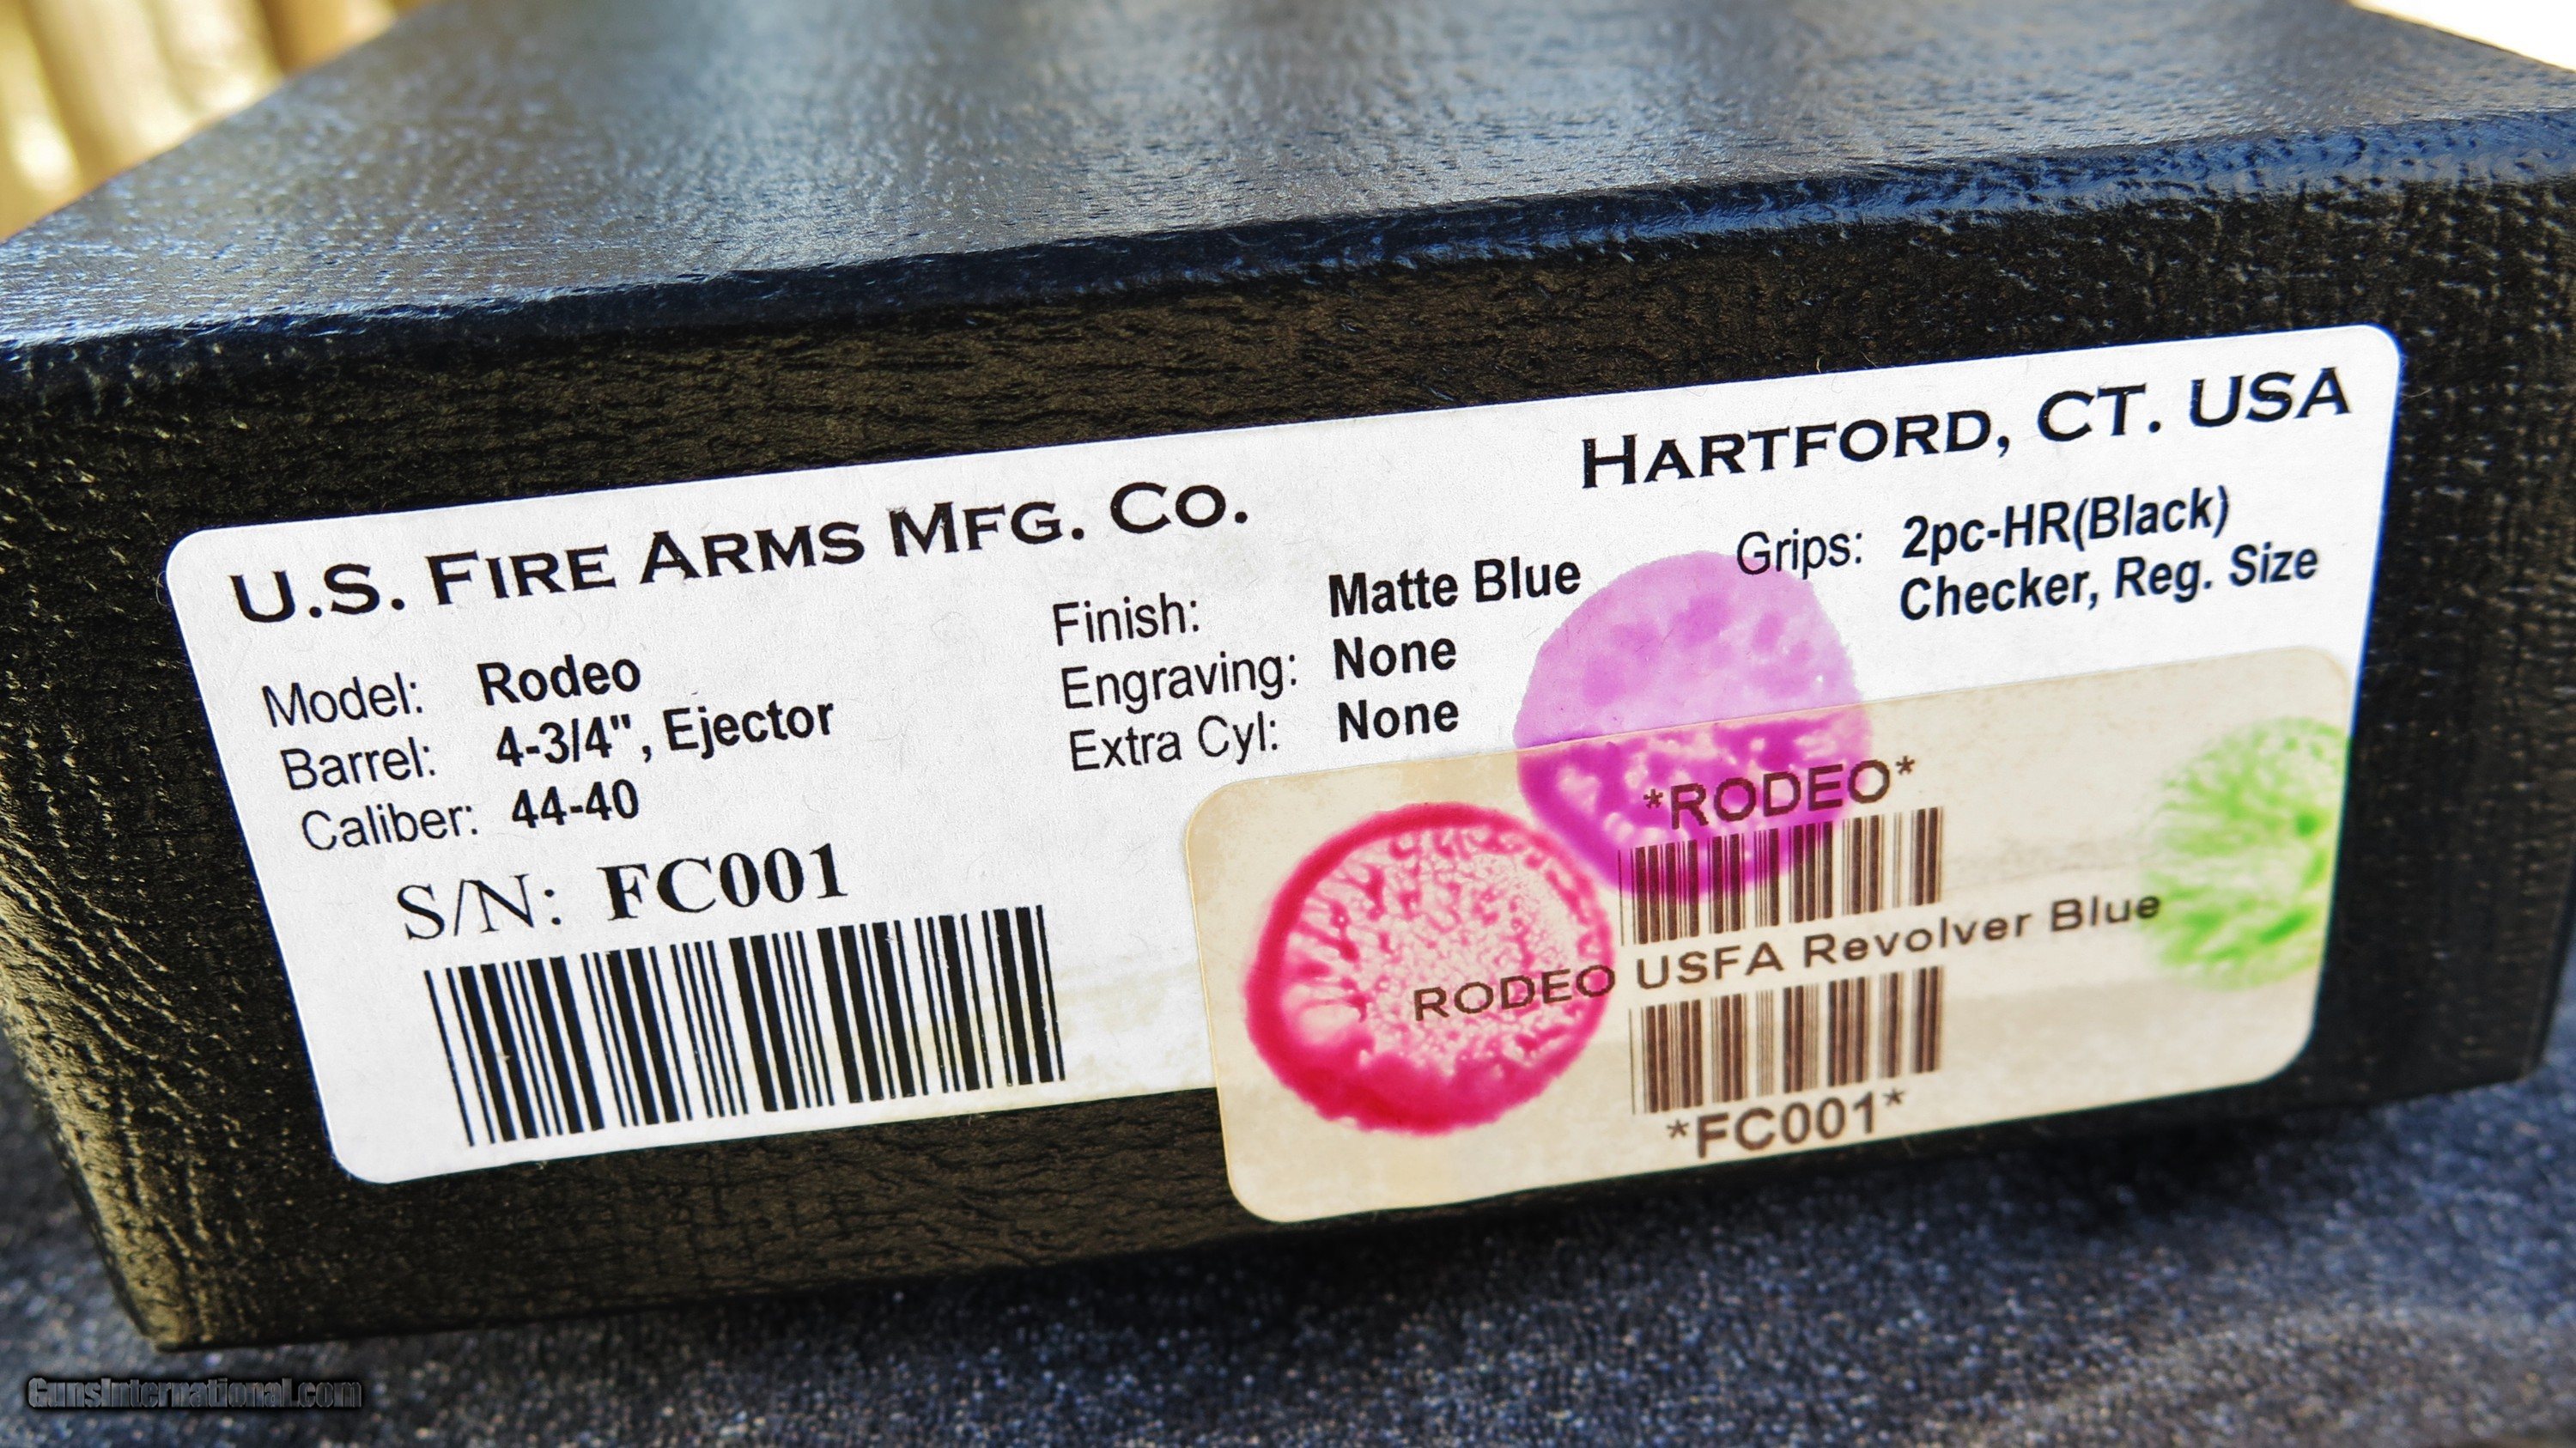 U.S. FIRE ARMS MFG. CO.
HARTFORD, CT. USA
Model: Rodeo
Barrel: 4-3/4", Ejector
Caliber: 44-40
S/N: FC001
Finish: Matte Blue
Engraving: None
Extra Cyl: None
Grips: 2pc-HR(Black)
Checker, Reg. Size
*RODEO*
RODEO USFA Revolver Blue
*FC001*
GunsInternational.com